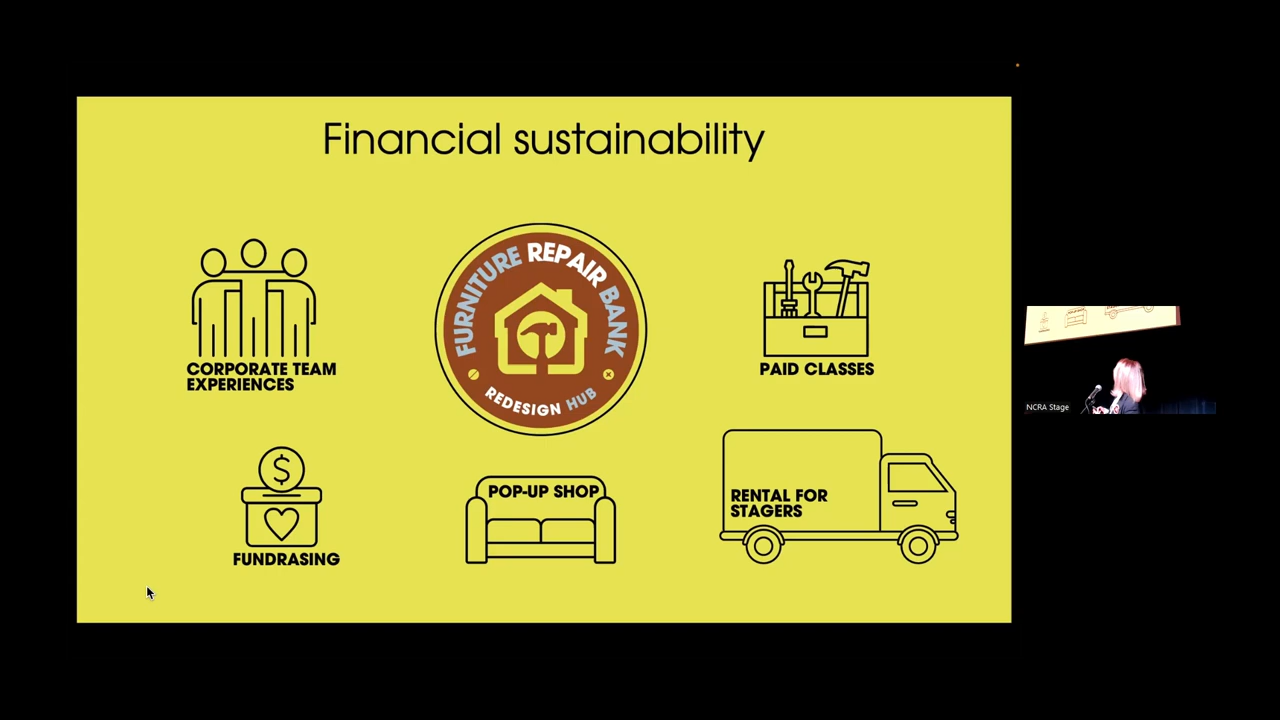 Financial sustainability
FURNITURE REPAIR BANK
REDESIGN HUB
CORPORATE TEAM
EXPERIENCES
PAID CLASSES
$
FUNDRASING
POP-UP SHOP
RENTAL FOR
STAGERS
NCRA Stage